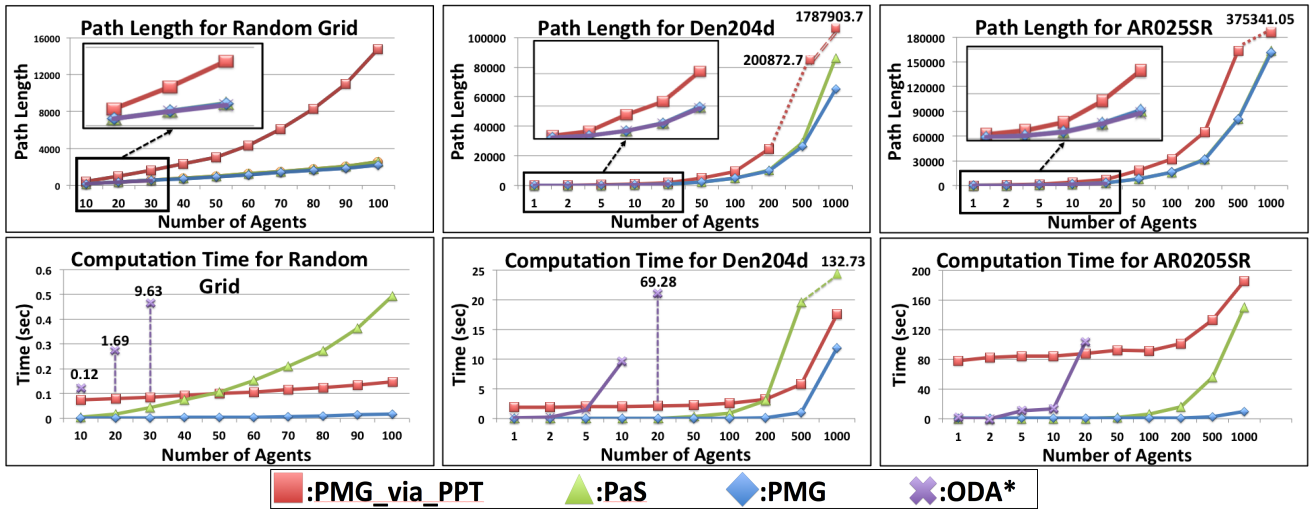 Path Length for Random Grid
Path Length
16000
12000
8000
4000
0
10 20 30 40 50 60 70 80 90 100
Number of Agents
Path Length for Den204d
1787903.7
200872.7
Path Length
100000
80000
60000
40000
20000
0
1 2 5 10 20 50 100 200 500 1000
Number of Agents
Path Length for AR025SR
375341.05
Path Length
180000
150000
120000
90000
60000
30000
0
1 2 5 10 20 50 100 200 500 1000
Number of Agents
Computation Time for Random
Grid
Time (sec)
0.6
0.5
0.4
0.3
0.2
0.1
0
0.12
1.69
9.63
10 20 30 40 50 60 70 80 90 100
Number of Agents
Computation Time for Den204d
132.73
69.28
Time (sec)
25
20
15
10
5
0
1 2 5 10 20 50 100 200 500 1000
Number of Agents
Computation Time for AR0205SR
Time (sec)
200
160
120
80
40
0
1 2 5 10 20 50 100 200 500 1000
Number of Agents
:PMG_via_PPT :PaS :PMG :ODA*